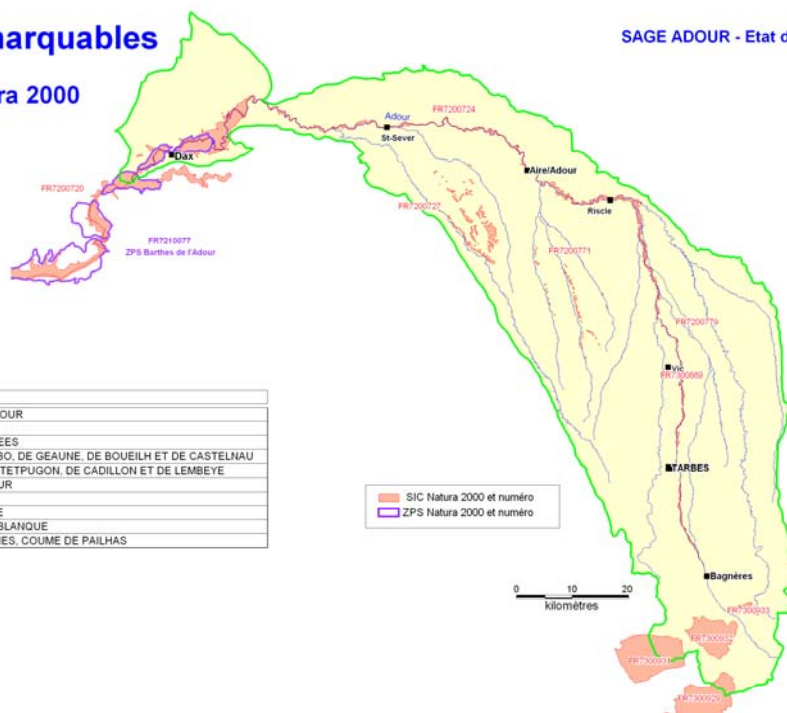 arquables
SAGE ADOUR - Etat d
ra 2000
Adour
FR7200724
St-Sever
Dax
Aire/Adour
FR7200720
FR7200727
Riscle
FR7210077
ZPS Barthes de l'Adour
FR7200771
FR7200779
Vic
FR7300889
OUR
EES
BO, DE GEAUNE, DE BOUEILH ET DE CASTELNAU
TETPUGON, DE CADILLON ET DE LEMBEYE
UR
E
BLANQUE
ES, COUME DE PAILHAS
TARBES
SIC Natura 2000 et numéro
ZPS Natura 2000 et numéro
Bagnères
0 10 20
kilomètres
FR7300933
FR7300932
FR7300931
FR7300929